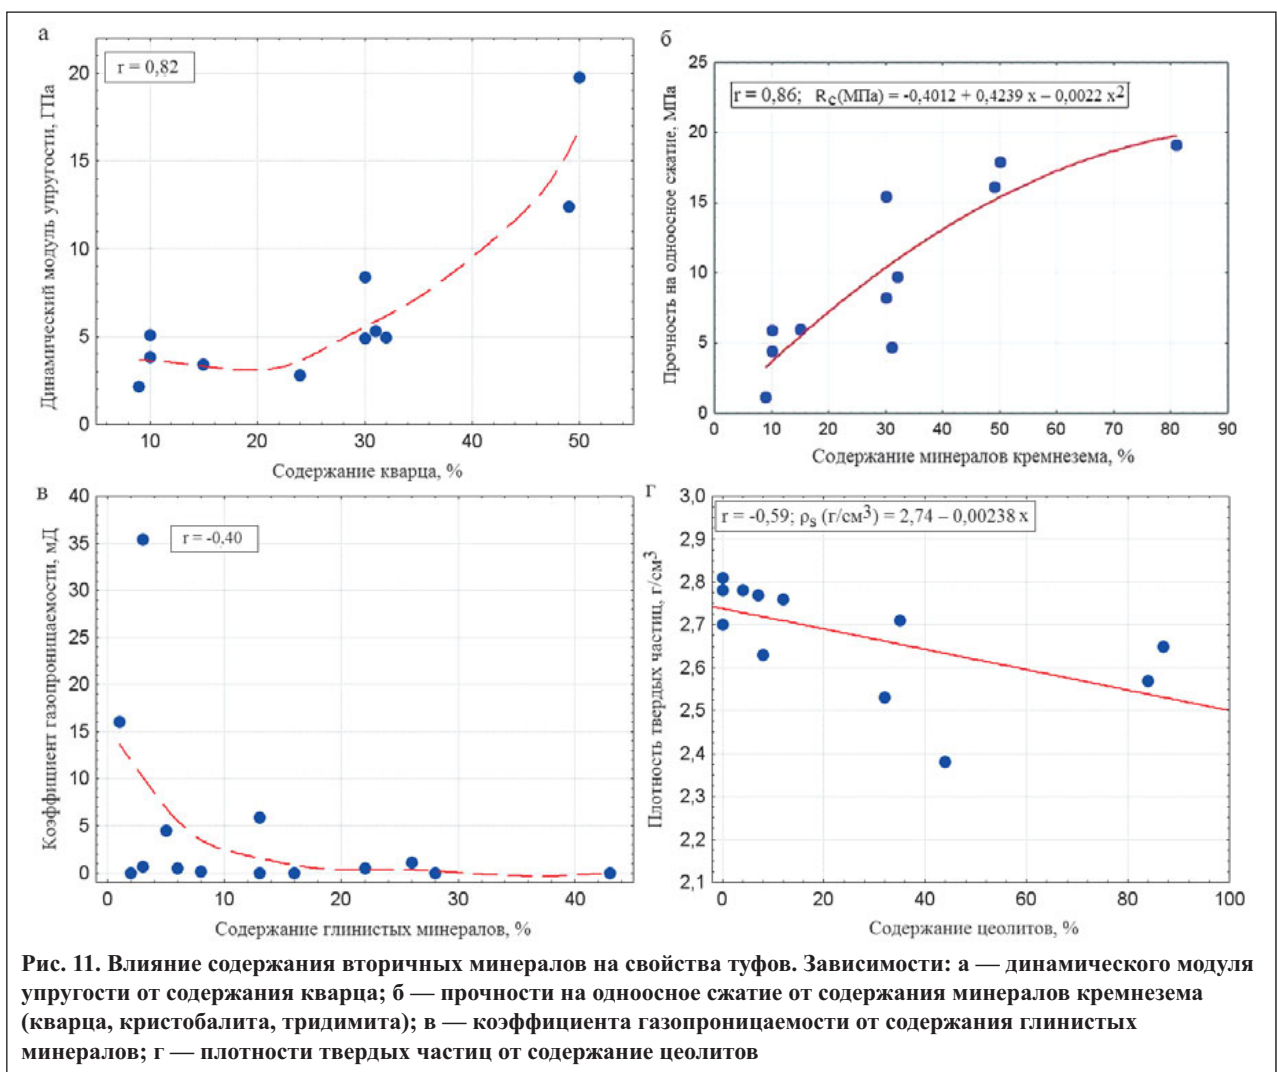 а
r = 0,82
Динамический модуль упругости, ГПа
20
15
10
5
0
10 20 30 40 50
Содержание кварца, %
б
r = 0,86; Rc(МПа) = -0,4012 + 0,4239 x – 0,0022 x2
Прочность на одноосное сжатие, МПа
25
20
15
10
5
0
0 10 20 30 40 50 60 70 80 90
Содержание минералов кремнезема, %
в
r = -0,40
Коэффициент газопроницаемости, мД
40
35
30
25
20
15
10
5
0
0 10 20 30 40
Содержание глинистых минералов, %
г
r = -0,59; ρs (г/см3) = 2,74 – 0,00238 x
Плотность твердых частиц, г/см3
3,0
2,9
2,8
2,7
2,6
2,5
2,4
2,3
2,2
2,1
0 20 40 60 80 100
Содержание цеолитов, %
Рис. 11. Влияние содержания вторичных минералов на свойства туфов. Зависимости: а — динамического модуля
упругости от содержания кварца; б — прочности на одноосное сжатие от содержания минералов кремнезема
(кварца, кристобалита, тридимита); в — коэффициента газопроницаемости от содержания глинистых
минералов; г — плотности твердых частиц от содержание цеолитов